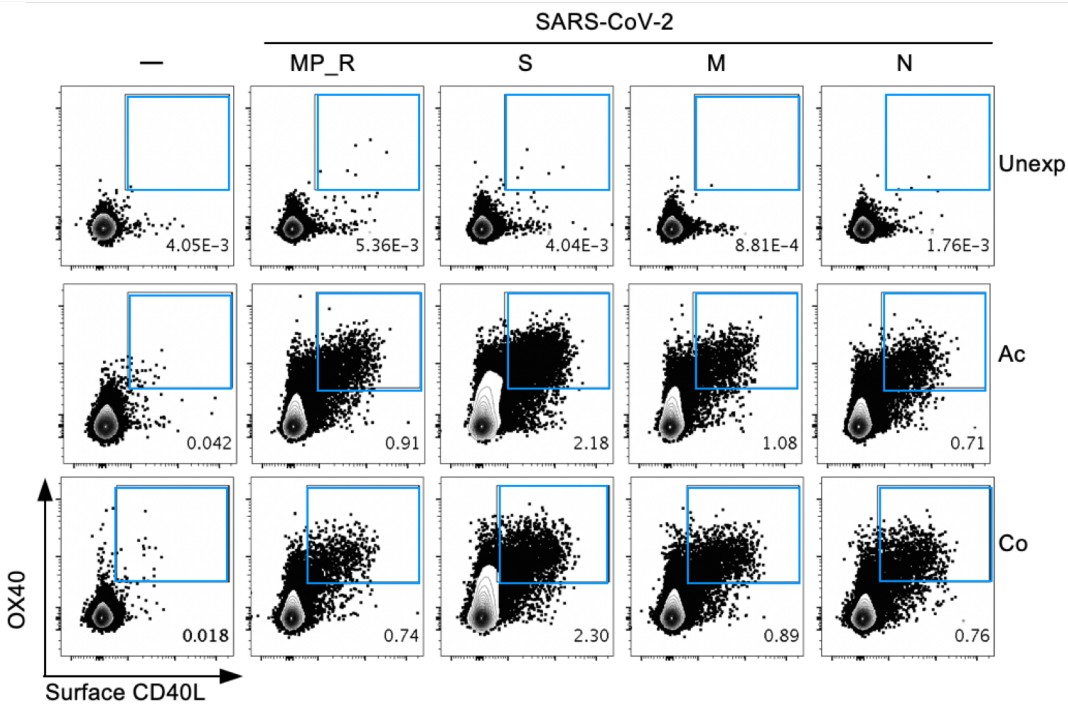 SARS-CoV-2
— MP_R S M N
4.05E-3 5.36E-3 4.04E-3 8.81E-4 1.76E-3 Unexp
0.042 0.91 2.18 1.08 0.71 Ac
0.018 0.74 2.30 0.89 0.76 Co
OX40
Surface CD40L